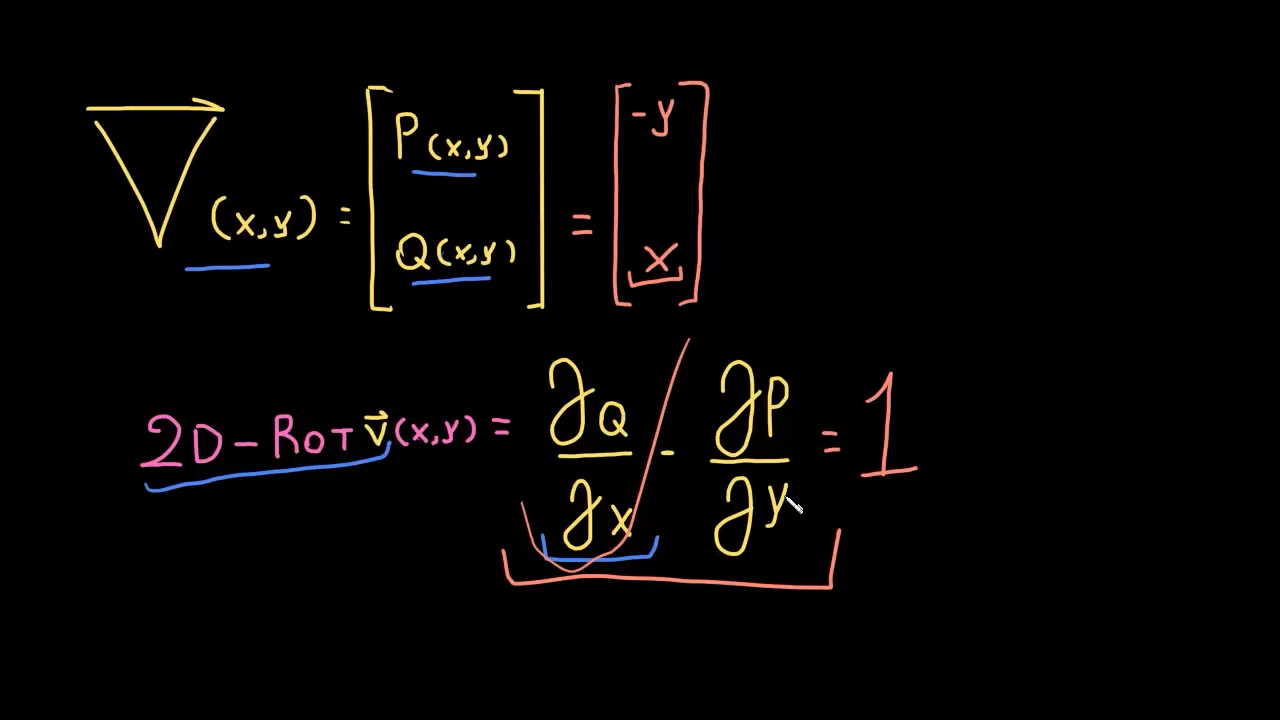 V⃗(x,y) = [P(x,y) Q(x,y)] = [-y x]
2D-ROT v⃗(x,y) = ∂Q/∂x - ∂P/∂y = 1